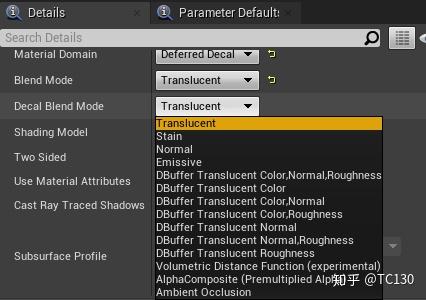 Details
Parameter Defaults
Search Details
Material Domain
Deferred Decal
Blend Mode
Translucent
Decal Blend Mode
Translucent
Translucent
Stain
Normal
Emissive
DBuffer Translucent Color,Normal,Roughness
DBuffer Translucent Color
DBuffer Translucent Color,Normal
DBuffer Translucent Color,Roughness
DBuffer Translucent Normal
DBuffer Translucent Normal,Roughness
DBuffer Translucent Roughness
Volumetric Distance Function (experimental)
AlphaComposite (Premultiplied Alpha)
Ambient Occlusion
Shading Model
Two Sided
Use Material Attributes
Cast Ray Traced Shadows
Subsurface Profile
知乎 @TC130